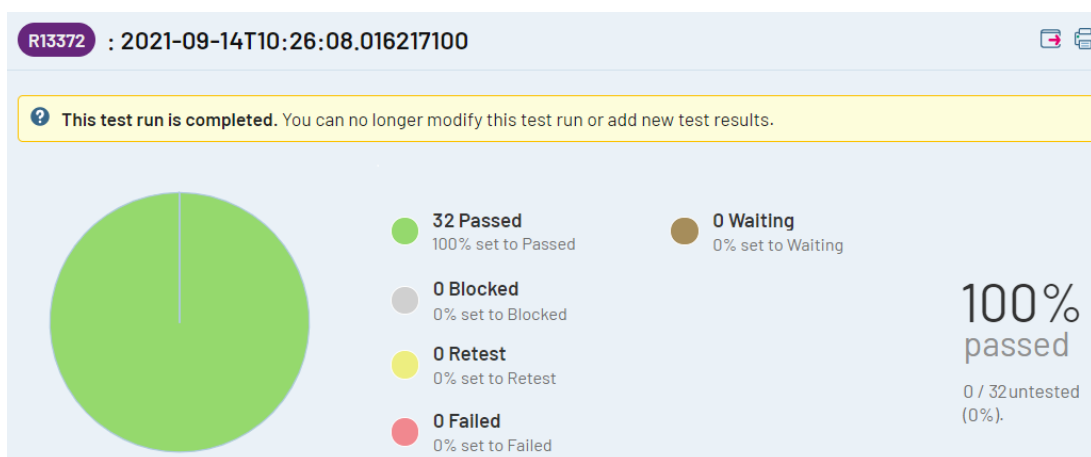 R13372 : 2021-09-14T10:26:08.016217100
This test run is completed. You can no longer modify this test run or add new test results.
32 Passed
100% set to Passed
0 Waiting
0% set to Waiting
0 Blocked
0% set to Blocked
0 Retest
0% set to Retest
0 Failed
0% set to Failed
100%
passed
0 / 32 untested
(0%).